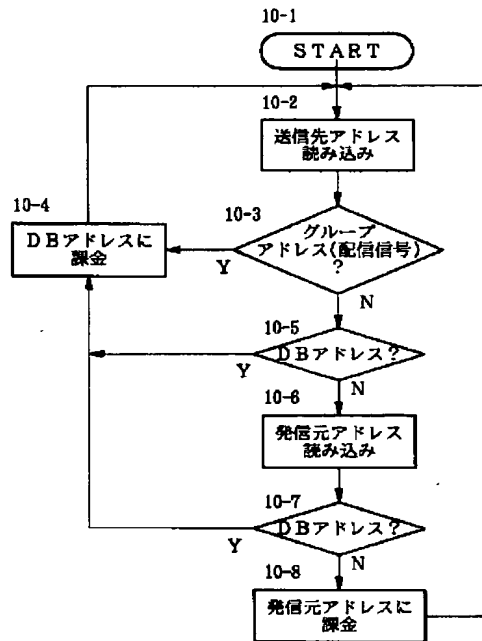 10-1
START
10-2
送信先アドレス
読み込み
10-4
DBアドレスに
課金
10-3
グループ
アドレス(配信信号)
?
Y
N
10-5
DBアドレス?
Y
N
10-6
発信元アドレス
読み込み
10-7
DBアドレス?
Y
N
10-8
発信元アドレスに
課金